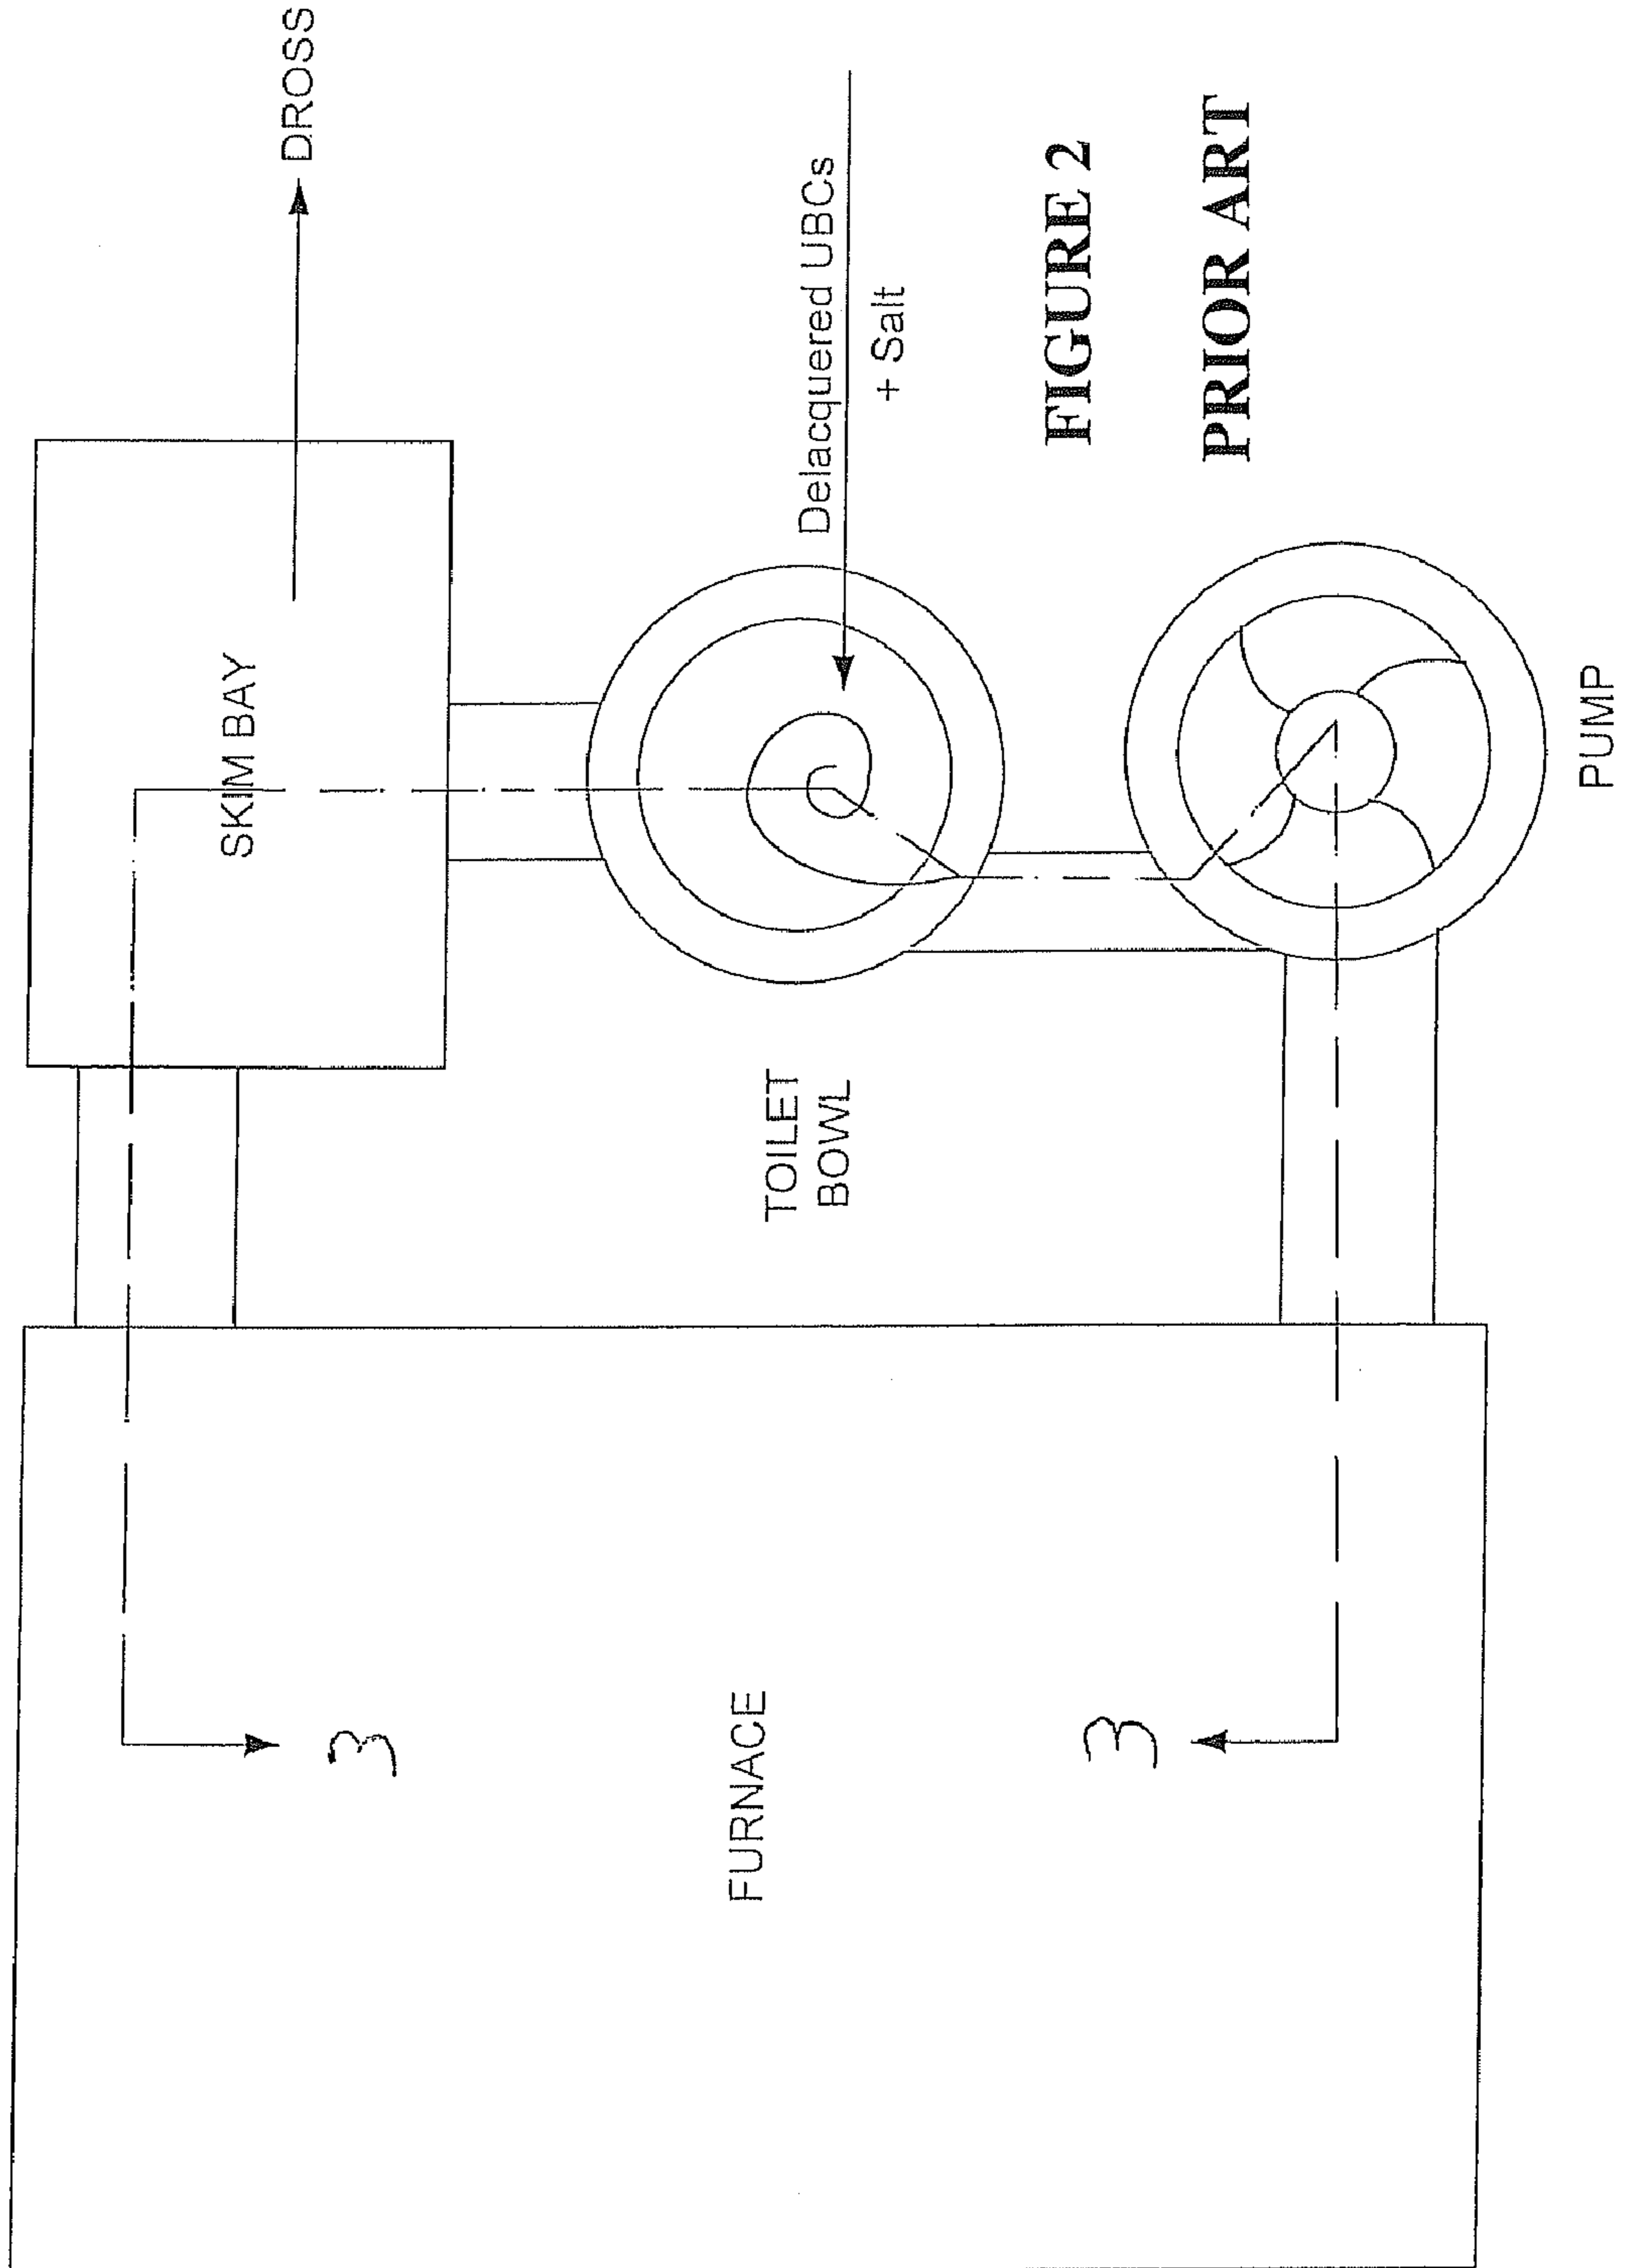 DROSS
SKIM BAY
Delacquered UBCs
+ Salt
TOILET
BOWL
FURNACE
3
3
PUMP
FIGURE 2
PRIOR ART